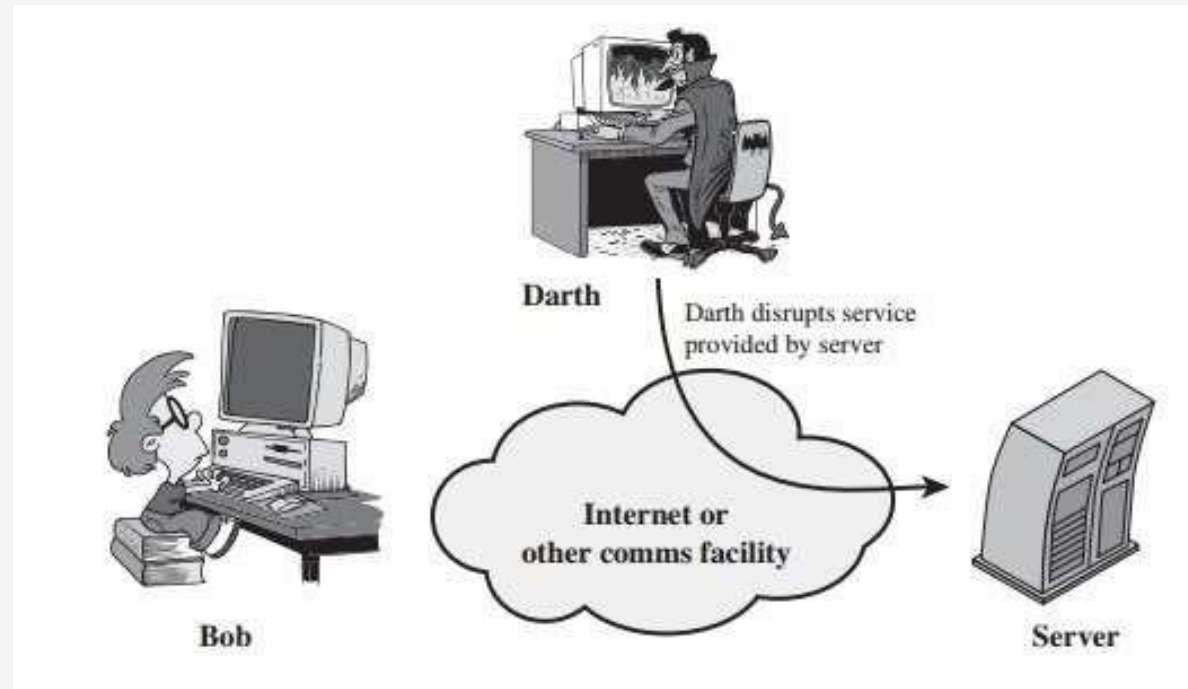 Darth
Darth disrupts service
provided by server
Internet or
other comms facility
Bob
Server